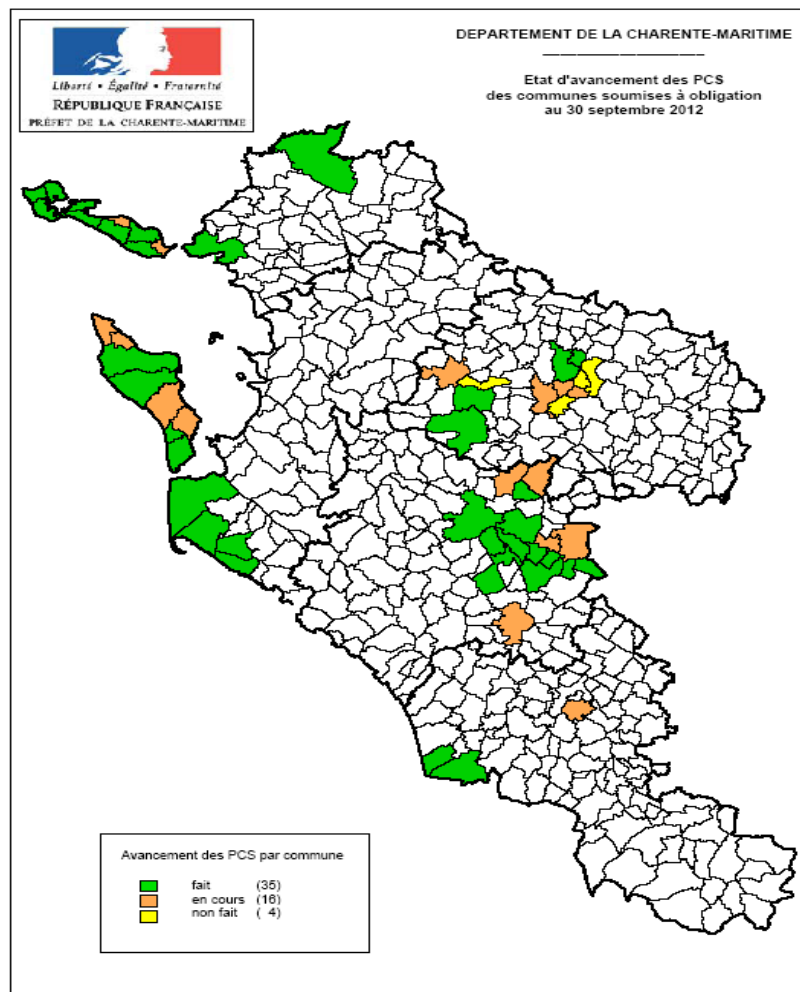 Liberté • Égalité • Fraternité
RÉPUBLIQUE FRANÇAISE
PRÉFET DE LA CHARENTE-MARITIME
DEPARTEMENT DE LA CHARENTE-MARITIME
Etat d'avancement des PCS
des communes soumises à obligation
au 30 septembre 2012
Avancement des PCS par commune
fait (35)
en cours (16)
non fait ( 4)